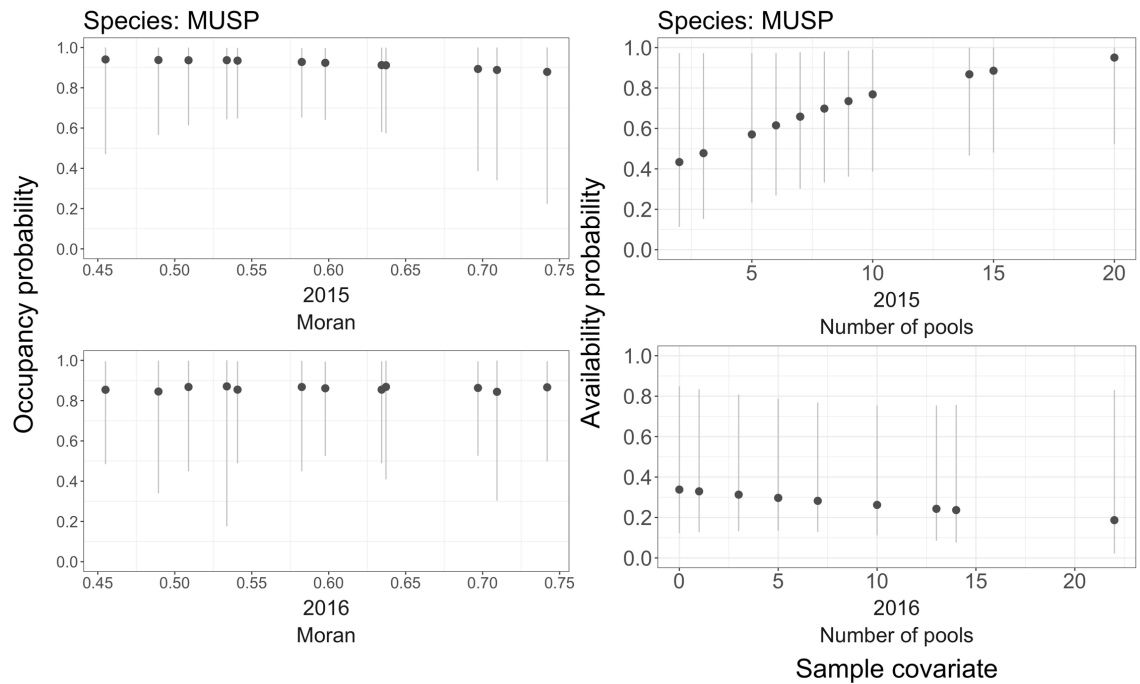 Species: MUSP
Occupancy probability
1.0
0.8
0.6
0.4
0.2
0.0
0.45 0.50 0.55 0.60 0.65 0.70 0.75
2015
Moran
1.0
0.8
0.6
0.4
0.2
0.0
0.45 0.50 0.55 0.60 0.65 0.70 0.75
2016
Moran
Species: MUSP
Availability probability
1.0
0.8
0.6
0.4
0.2
0.0
5 10 15 20
2015
Number of pools
1.0
0.8
0.6
0.4
0.2
0.0
0 5 10 15 20
2016
Number of pools
Sample covariate